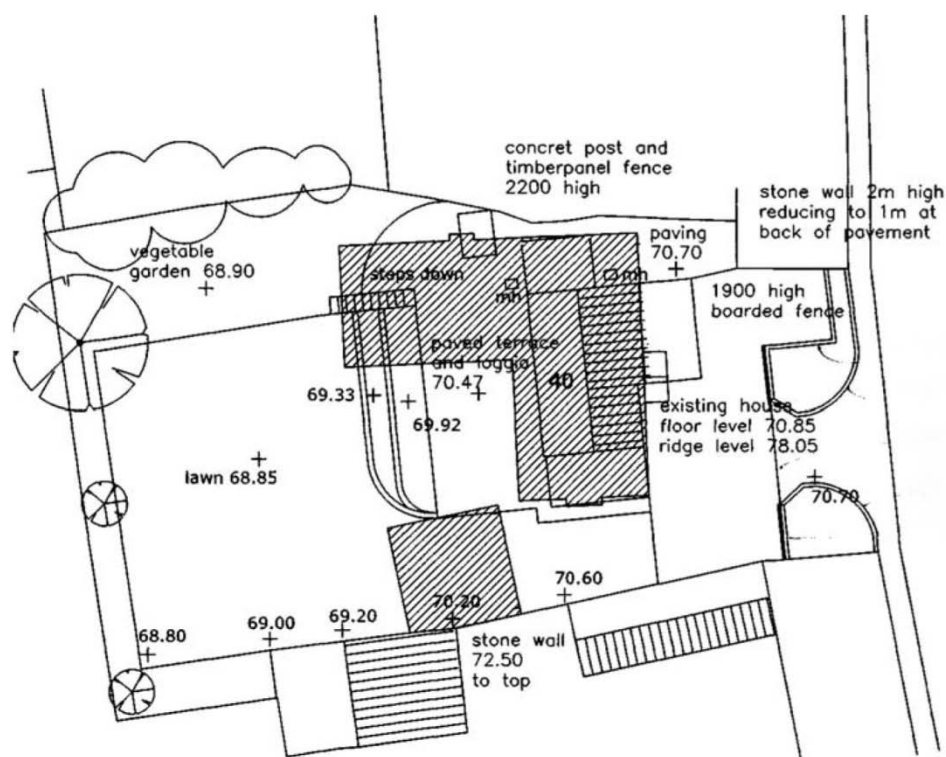 concret post and
timberpanel fence
2200 high
stone wall 2m high
reducing to 1m at
back of pavement
vegetable
garden 68.90
paving
70.70
steps down
mh
mh
1900 high
boarded fence
paved terrace
and loggia
70.47
40
69.33
69.92
existing house
floor level 70.85
ridge level 78.05
lawn 68.85
70.70
70.60
70.20
69.20
69.00
68.80
stone wall
72.50
to top